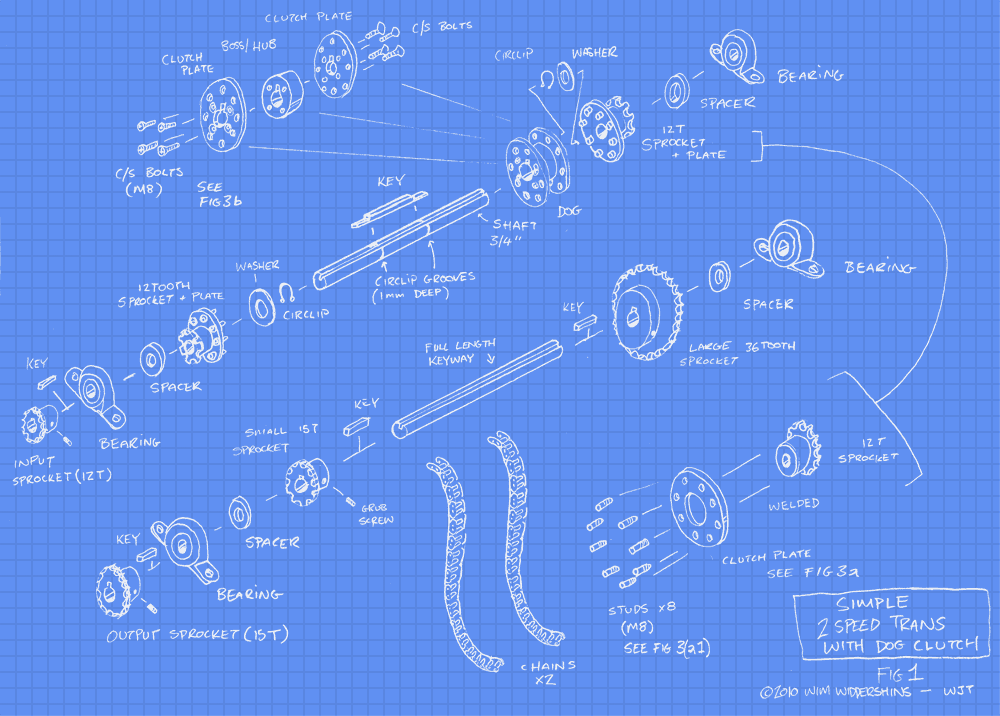 CLUTCH PLATE
C/S BOLTS
BOSS/HUB
CLUTCH
PLATE
CIRCLIP
WASHER
BEARING
SPACER
12T
SPROCKET
+ PLATE
C/S BOLTS
(M8)
SEE
FIG 3b
KEY
DOG
SHAFT
3/4"
CIRCLIP GROOVES
(1mm DEEP)
WASHER
CIRCLIP
12TOOTH
SPROCKET + PLATE
BEARING
SPACER
KEY
LARGE 36TOOTH
SPROCKET
FULL LENGTH
KEYWAY
KEY
SPACER
BEARING
INPUT
SPROCKET (12T)
KEY
SMALL 15T
SPROCKET
GRUB
SCREW
12T
SPROCKET
WELDED
CLUTCH PLATE
SEE FIG 3a
KEY
SPACER
BEARING
OUTPUT SPROCKET (15T)
STUDS x8
(M8)
SEE FIG 3(a1)
CHAINS
x2
SIMPLE
2 SPEED TRANS
WITH DOG CLUTCH
FIG 1
©2010 WIM WIDDERSHINS — WJT